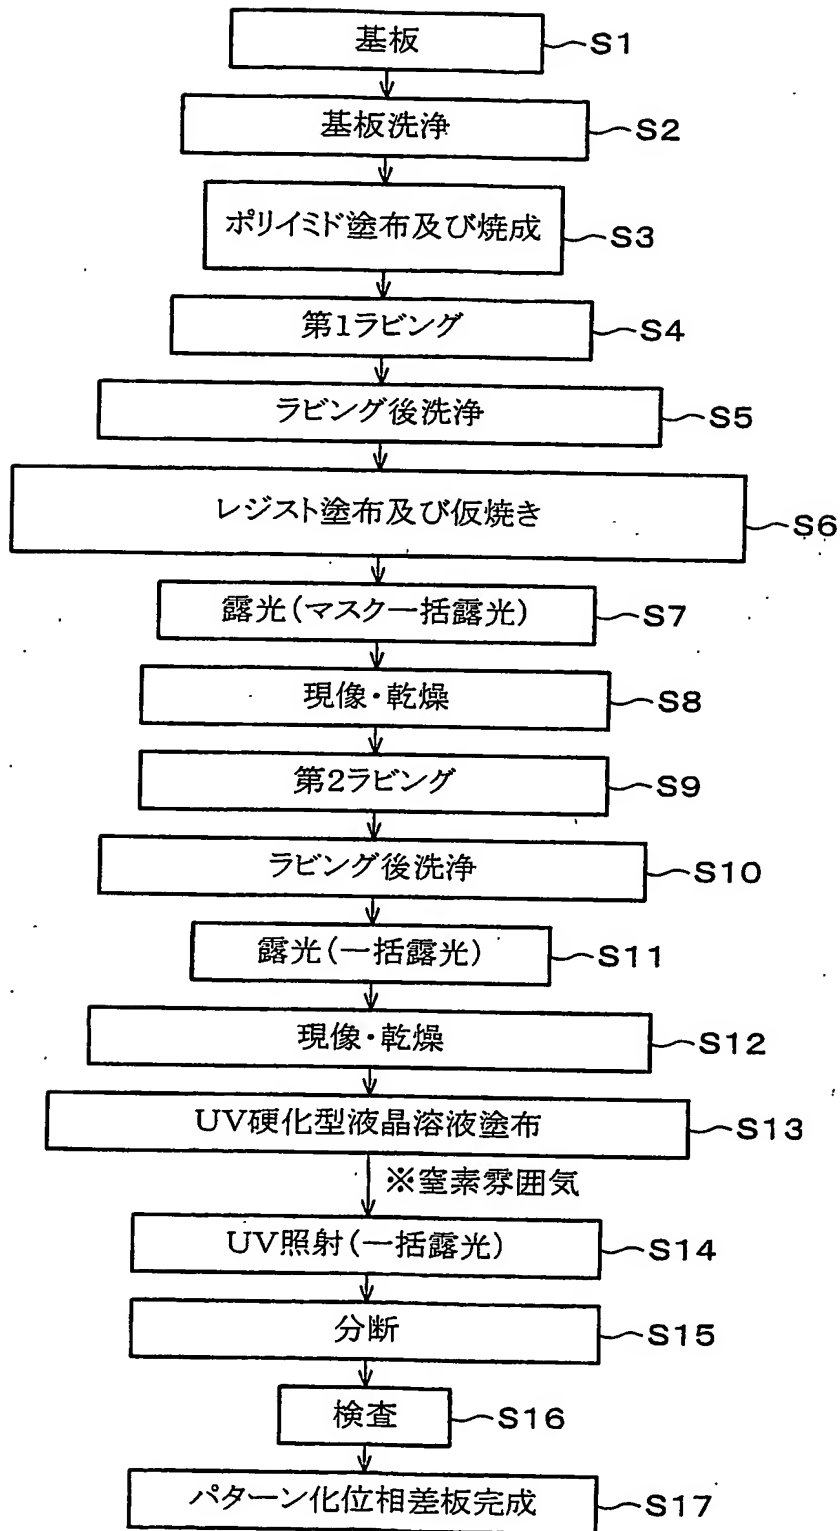 基板 S1
基板洗浄 S2
ポリイミド塗布及び焼成 S3
第1ラビング S4
ラビング後洗浄 S5
レジスト塗布及び仮焼き S6
露光(マスク一括露光) S7
現像・乾燥 S8
第2ラビング S9
ラビング後洗浄 S10
露光(一括露光) S11
現像・乾燥 S12
UV硬化型液晶溶液塗布 S13
※窒素雰囲気
UV照射(一括露光) S14
分断 S15
検査 S16
パターン化位相差板完成 S17